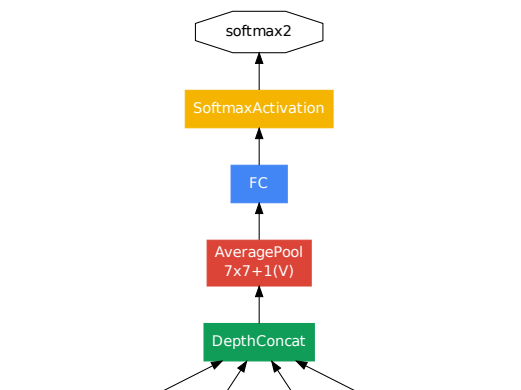 softmax2
SoftmaxActivation
FC
AveragePool
7x7+1(V)
DepthConcat